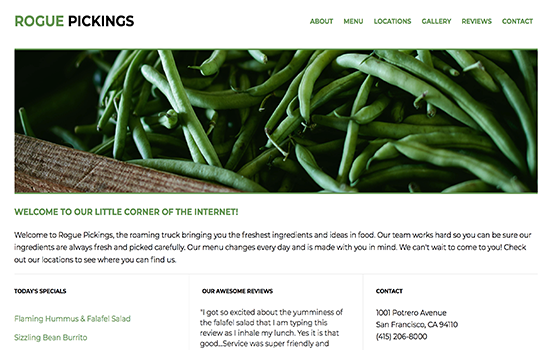 ROGUE PICKINGS
ABOUT MENU LOCATIONS GALLERY REVIEWS CONTACT
WELCOME TO OUR LITTLE CORNER OF THE INTERNET!
Welcome to Rogue Pickings, the roaming truck bringing you the freshest ingredients and ideas in food. Our team works hard so you can be sure our
ingredients are always fresh and picked carefully. Our menu changes every day and is made with you in mind. We can't wait to come to you! Check
out our locations to see where you can find us.
TODAY'S SPECIALS
Flaming Hummus & Falafel Salad
Sizzling Bean Burrito
OUR AWESOME REVIEWS
"I got so excited about the yumminess of
the falafel salad that I am typing this
review as I inhale my lunch. Yes it is that
good...Service was super friendly and
CONTACT
1001 Potrero Avenue
San Francisco, CA 94110
(415) 206-8000